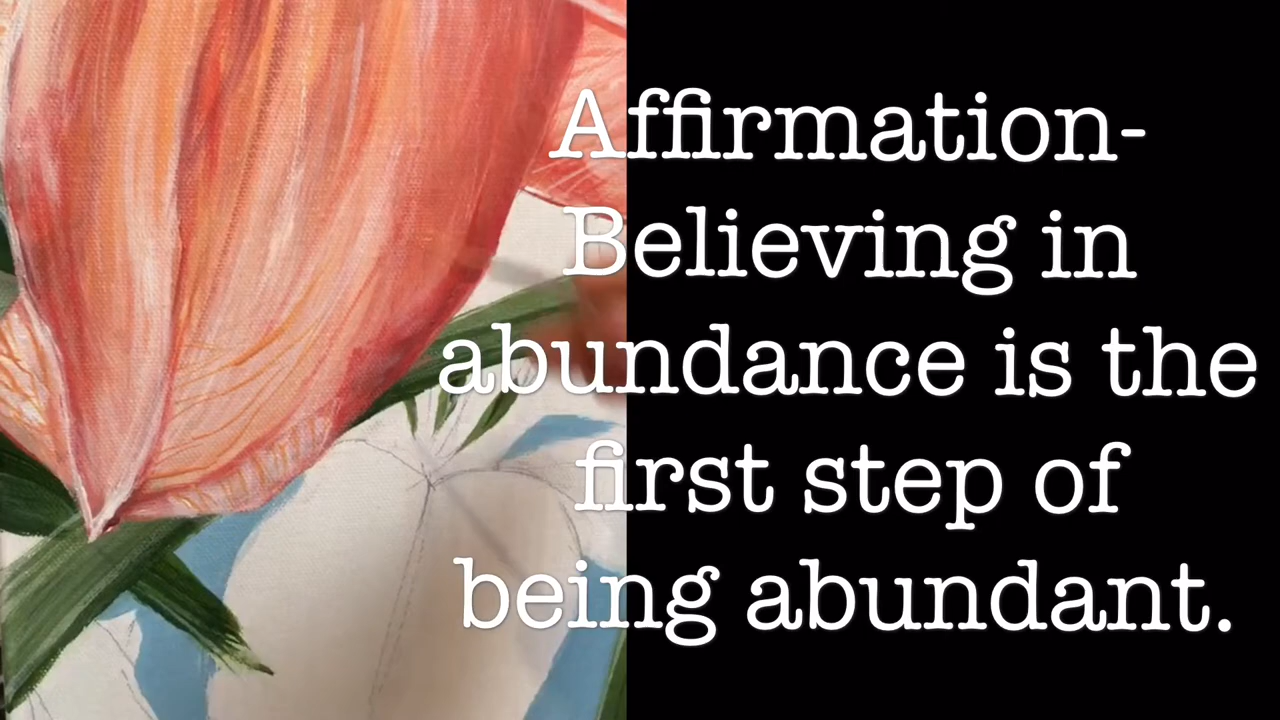 Affirmation-
Believing in
abundance is the
first step of
being abundant.